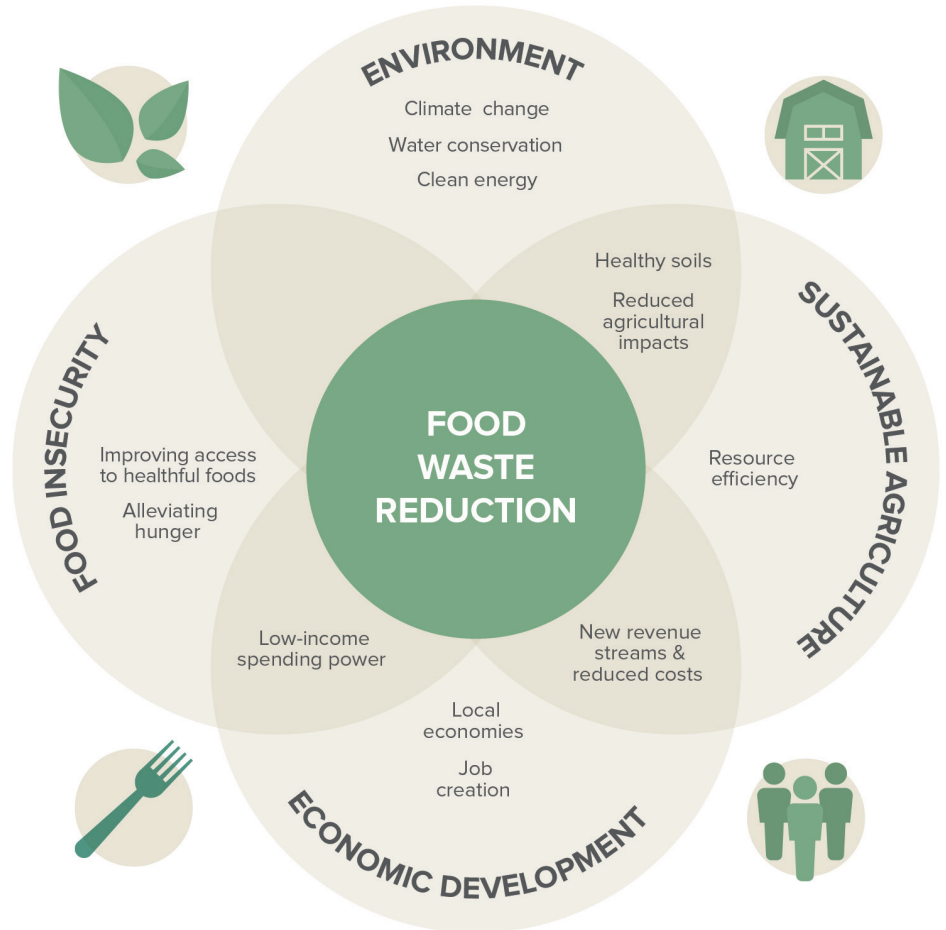 ENVIRONMENT
Climate change
Water conservation
Clean energy
Healthy soils
Reduced
agricultural
impacts
SUSTAINABLE AGRICULTURE
Resource
efficiency
FOOD INSECURITY
Improving access
to healthful foods
Alleviating
hunger
FOOD
WASTE
REDUCTION
Low-income
spending power
New revenue
streams &
reduced costs
Local
economies
Job
creation
ECONOMIC DEVELOPMENT